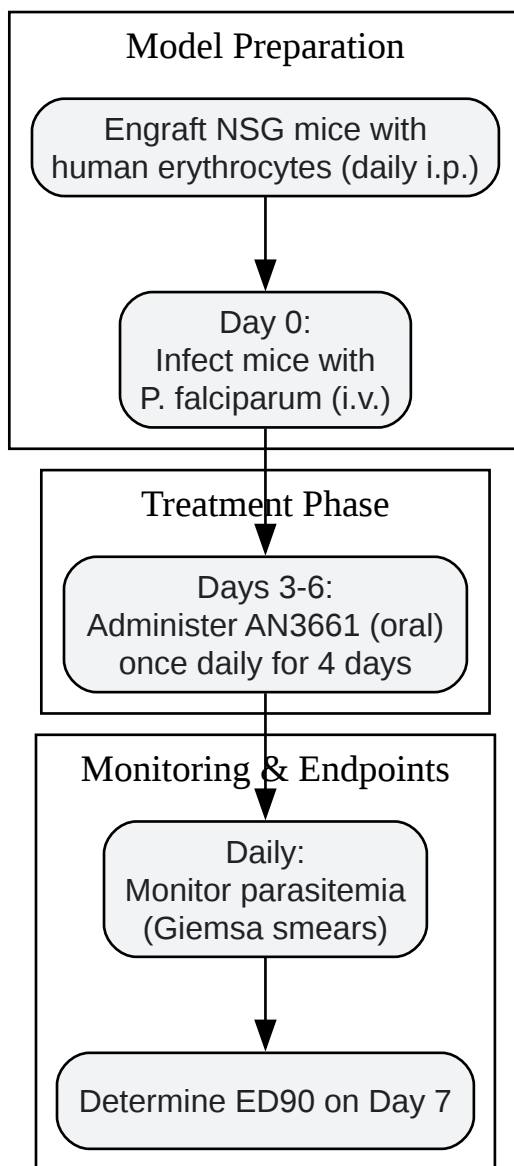 Model Preparation
Engraft NSG mice with
human erythrocytes (daily i.p.)
Day 0:
Infect mice with
P. falciparum (i.v.)
Treatment Phase
Days 3-6:
Administer AN3661 (oral)
once daily for 4 days
Monitoring & Endpoints
Daily:
Monitor parasitemia
(Giemsa smears)
Determine ED90 on Day 7